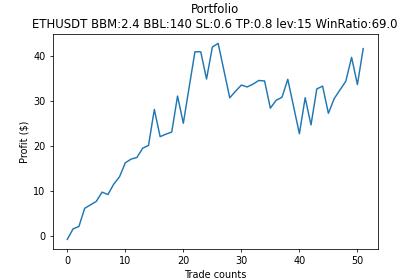 Portfolio
ETHUSDT BBM:2.4 BBL:140 SL:0.6 TP:0.8 lev:15 WinRatio:69.0
Profit ($)
40
30
20
10
0
0 10 20 30 40 50
Trade counts